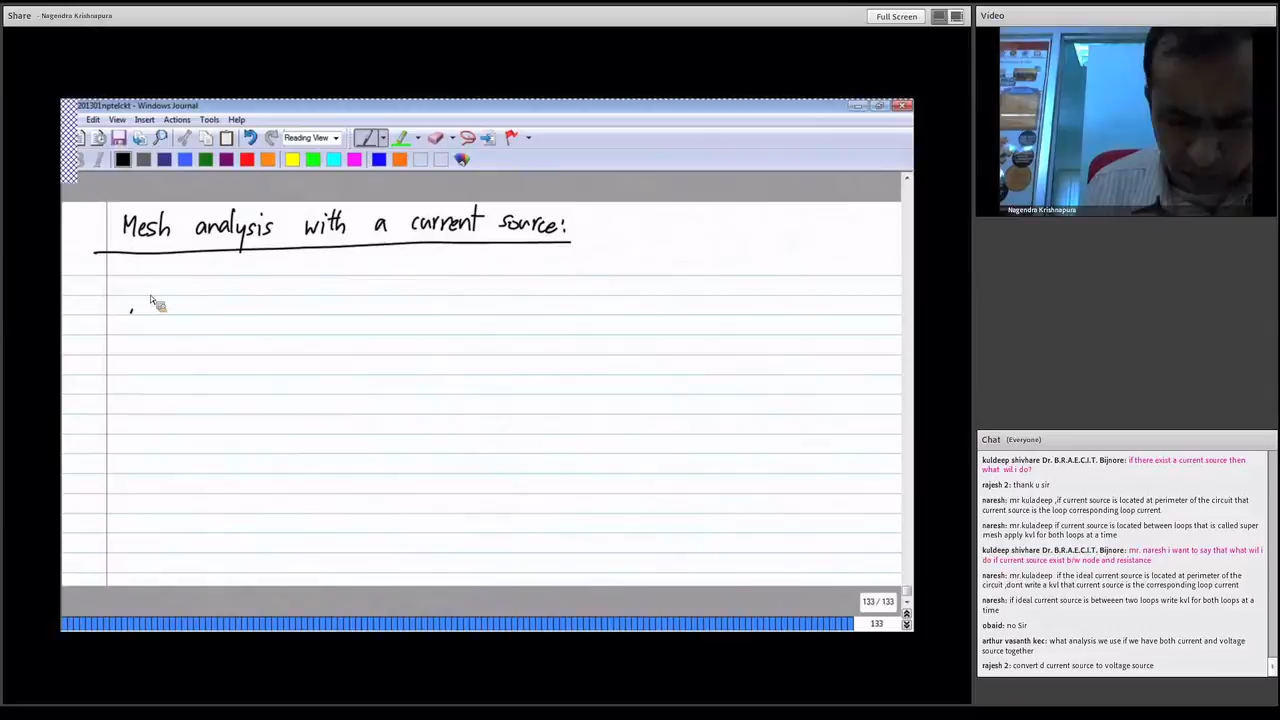 Share - Nagendra Krishnapura
Full Screen
Video
201301nptelckt - Windows Journal
Edit View Insert Actions Tools Help
Reading View
Mesh analysis with a current source:
133 / 133
133
Nagendra Krishnapura
Chat (Everyone)
kuldeep shivhare Dr. B.R.A.E.C.I.T. Bijnore: if there exist a current source then
what wil i do?
rajesh 2: thank u sir
naresh: mr kuladeep ,if current source is located at perimeter of the circuit that
current source is the loop corresponding loop current.
naresh: mr.kuladeep if current source is located between loops that is called super
mesh apply kvl for both loops at a time
kuldeep shivhare Dr. B.R.A.E.C.I.T. Bijnore: mr. naresh i want to say that what wil i
do if current source exist b/w node and resistance
naresh: mr.kuladeep if the ideal current source is located at perimeter of the
circuit ,dont write a kvl that current source is the corresponding loop current
naresh: if ideal current source is betweeen two loops write kvl for both loops at a
time
obaid: no Sir
arthur vasanth kec: what analysis we use if we have both current and voltage
source together
rajesh 2: convert d current source to voltage source